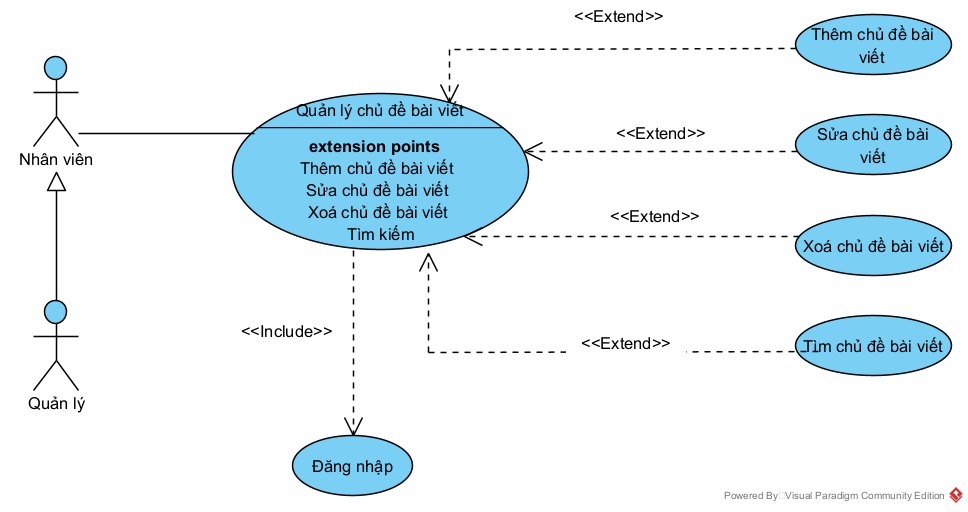 <<Extend>>
Thêm chủ đề bài
viết
Quản lý chủ đề bài viết
<<Extend>>
Sửa chủ đề bài
viết
Nhân viên
extension points
Thêm chủ đề bài viết
Sửa chủ đề bài viết
Xoá chủ đề bài viết
Tìm kiếm
<<Extend>>
Xoá chủ đề bài viết
<<Include>>
<<Extend>>
Tìm chủ đề bài viết
Quản lý
Đăng nhập
Powered By Visual Paradigm Community Edition